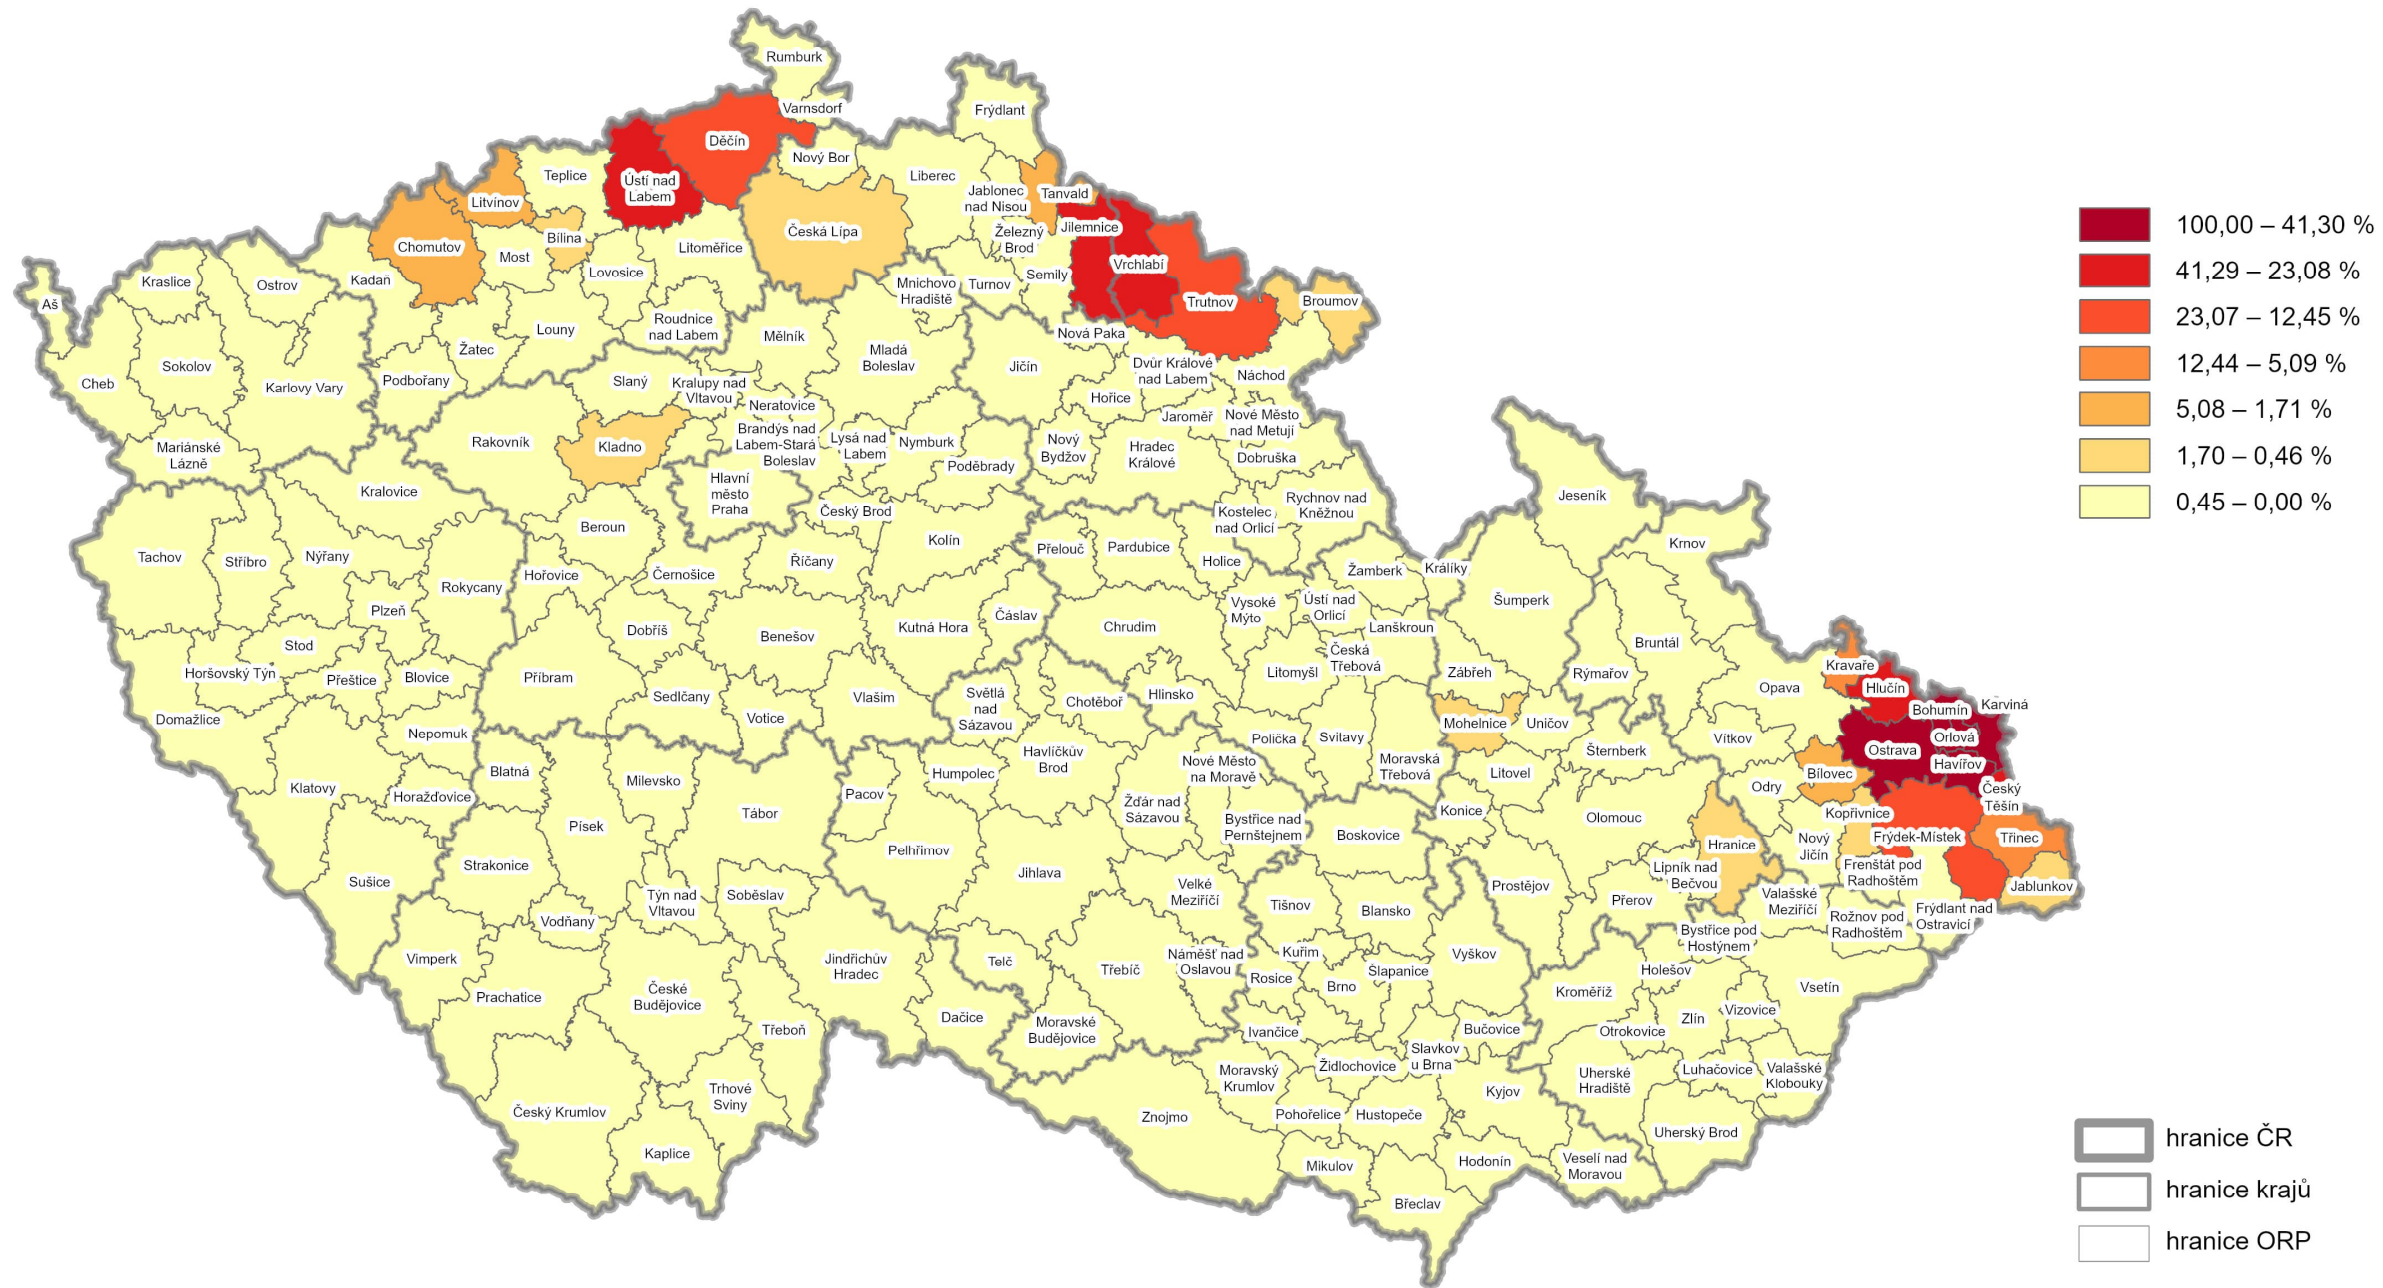 Rumburk
Varnsdorf
Frýdlant
Děčín
Nový Bor
Teplice
Ústí nad
Labem
Liberec
Jablonec
nad Nisou
Tanvald
Litvínov
Česká Lípa
Železný
Brod
Jilemnice
Chomutov
Bílina
Litoměřice
Most
Lovosice
Semily
Vrchlabí
Kadaň
Kraslice
Ostrov
Mnichovo
Hradiště
Turnov
Trutnov
Broumov
Aš
Louny
Roudnice
nad Labem
Mělník
Nová Paka
Žatec
Mladá
Boleslav
Jičín
Dvůr Králové
nad Labem
Náchod
Sokolov
Cheb
Karlovy Vary
Podbořany
Slaný
Kralupy nad
Vltavou
Neratovice
Hořice
Jaroměř
Nové Město
nad Metují
Rakovník
Kladno
Brandýs nad
Labem-Stará
Boleslav
Lysá nad
Labem
Nymburk
Poděbrady
Nový
Bydžov
Hradec
Králové
Dobruška
Mariánské
Lázně
Kralovice
Hlavní
město
Praha
Český Brod
Kostelec
nad Orlicí
Rychnov nad
Kněžnou
Jeseník
Beroun
Kolín
Přelouč
Pardubice
Holice
Krnov
Tachov
Stříbro
Nýřany
Rokycany
Hořovice
Černošice
Říčany
Žamberk
Králíky
Plzeň
Dobříš
Benešov
Kutná Hora
Čáslav
Chrudim
Vysoké
Mýto
Ústí nad
Orlicí
Lanškroun
Šumperk
Bruntál
Stod
Horšovský Týn
Přeštice
Blovice
Příbram
Sedlčany
Vlašim
Světlá
nad
Sázavou
Chotěboř
Hlinsko
Litomyšl
Česká
Třebová
Zábřeh
Rýmařov
Opava
Kravaře
Hlučín
Domažlice
Nepomuk
Votice
Polička
Svitavy
Moravská
Třebová
Mohelnice
Uničov
Šternberk
Vítkov
Bohumín
Karviná
Ostrava
Orlová
Havířov
Český
Těšín
Klatovy
Horažďovice
Blatná
Milevsko
Tábor
Pacov
Humpolec
Havlíčkův
Brod
Nové Město
na Moravě
Žďár nad
Sázavou
Bystřice nad
Pernštejnem
Boskovice
Konice
Litovel
Olomouc
Odry
Bílovec
Kopřivnice
Nový
Jičín
Frýdek-Místek
Třinec
Písek
Pelhřimov
Hranice
Lipník nad
Bečvou
Frenštát pod
Radhoštěm
Jablunkov
Sušice
Strakonice
Týn nad
Vltavou
Soběslav
Jihlava
Velké
Meziříčí
Tišnov
Blansko
Prostějov
Přerov
Valašské
Meziříčí
Rožnov pod
Radhoštěm
Frýdlant nad
Ostravicí
Vodňany
Vimperk
Prachatice
České
Budějovice
Jindřichův
Hradec
Telč
Třebíč
Náměšť nad
Oslavou
Kuřim
Rosice
Brno
Šlapanice
Vyškov
Bystřice pod
Hostýnem
Holešov
Kroměříž
Vsetín
Třeboň
Dačice
Moravské
Budějovice
Ivančice
Bučovice
Otrokovice
Zlín
Vizovice
Český Krumlov
Trhové
Sviny
Moravský
Krumlov
Židlochovice
Slavkov
u Brna
Uherské
Hradiště
Luhačovice
Valašské
Klobouky
Kaplice
Znojmo
Pohořelice
Hustopeče
Kyjov
Uherský Brod
Mikulov
Hodonín
Veselí nad
Moravou
Břeclav
100,00 – 41,30 %
41,29 – 23,08 %
23,07 – 12,45 %
12,44 – 5,09 %
5,08 – 1,71 %
1,70 – 0,46 %
0,45 – 0,00 %
hranice ČR
hranice krajů
hranice ORP